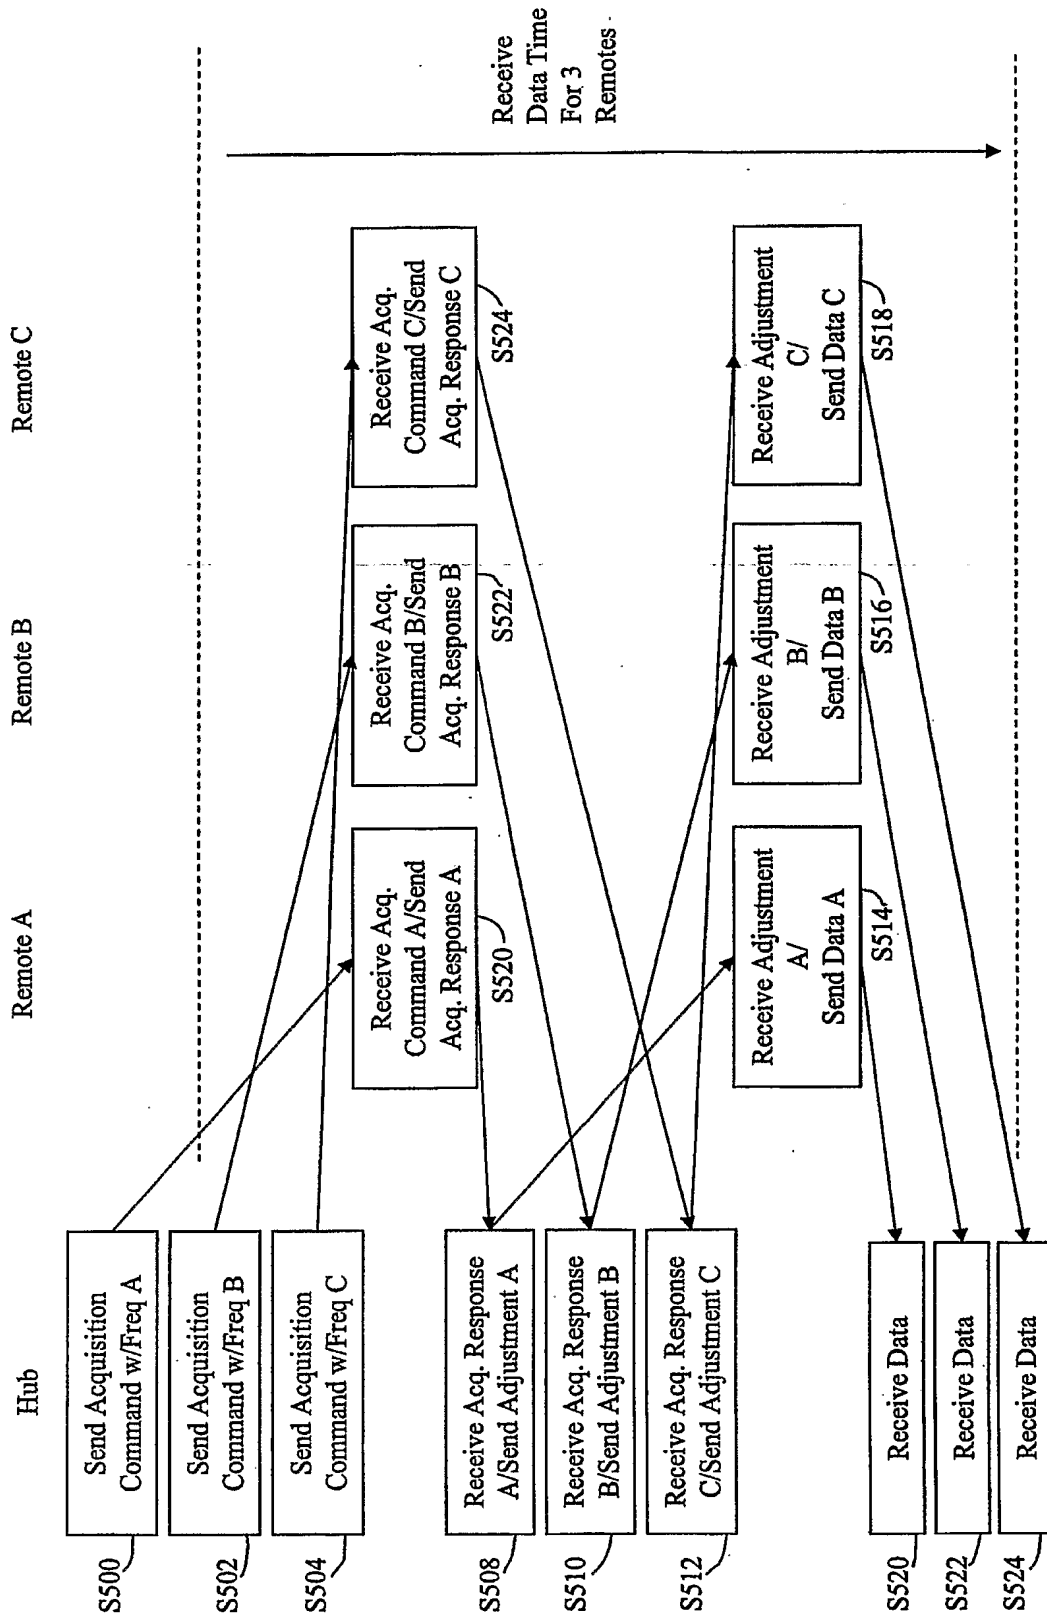 Hub
Remote A
Remote B
Remote C
Send Acquisition
Command w/Freq A
S500
Send Acquisition
Command w/Freq B
S502
Send Acquisition
Command w/Freq C
S504
Receive Acq.
Command A/Send
Acq. Response A
S520
Receive Acq.
Command B/Send
Acq. Response B
S522
Receive Acq.
Command C/Send
Acq. Response C
S524
Receive Acq. Response
A/Send Adjustment A
S508
Receive Acq. Response
B/Send Adjustment B
S510
Receive Acq. Response
C/Send Adjustment C
S512
Receive Adjustment
A/
Send Data A
S514
Receive Adjustment
B/
Send Data B
S516
Receive Adjustment
C/
Send Data C
S518
Receive Data
S520
Receive Data
S522
Receive Data
S524
Receive
Data Time
For 3
Remotes